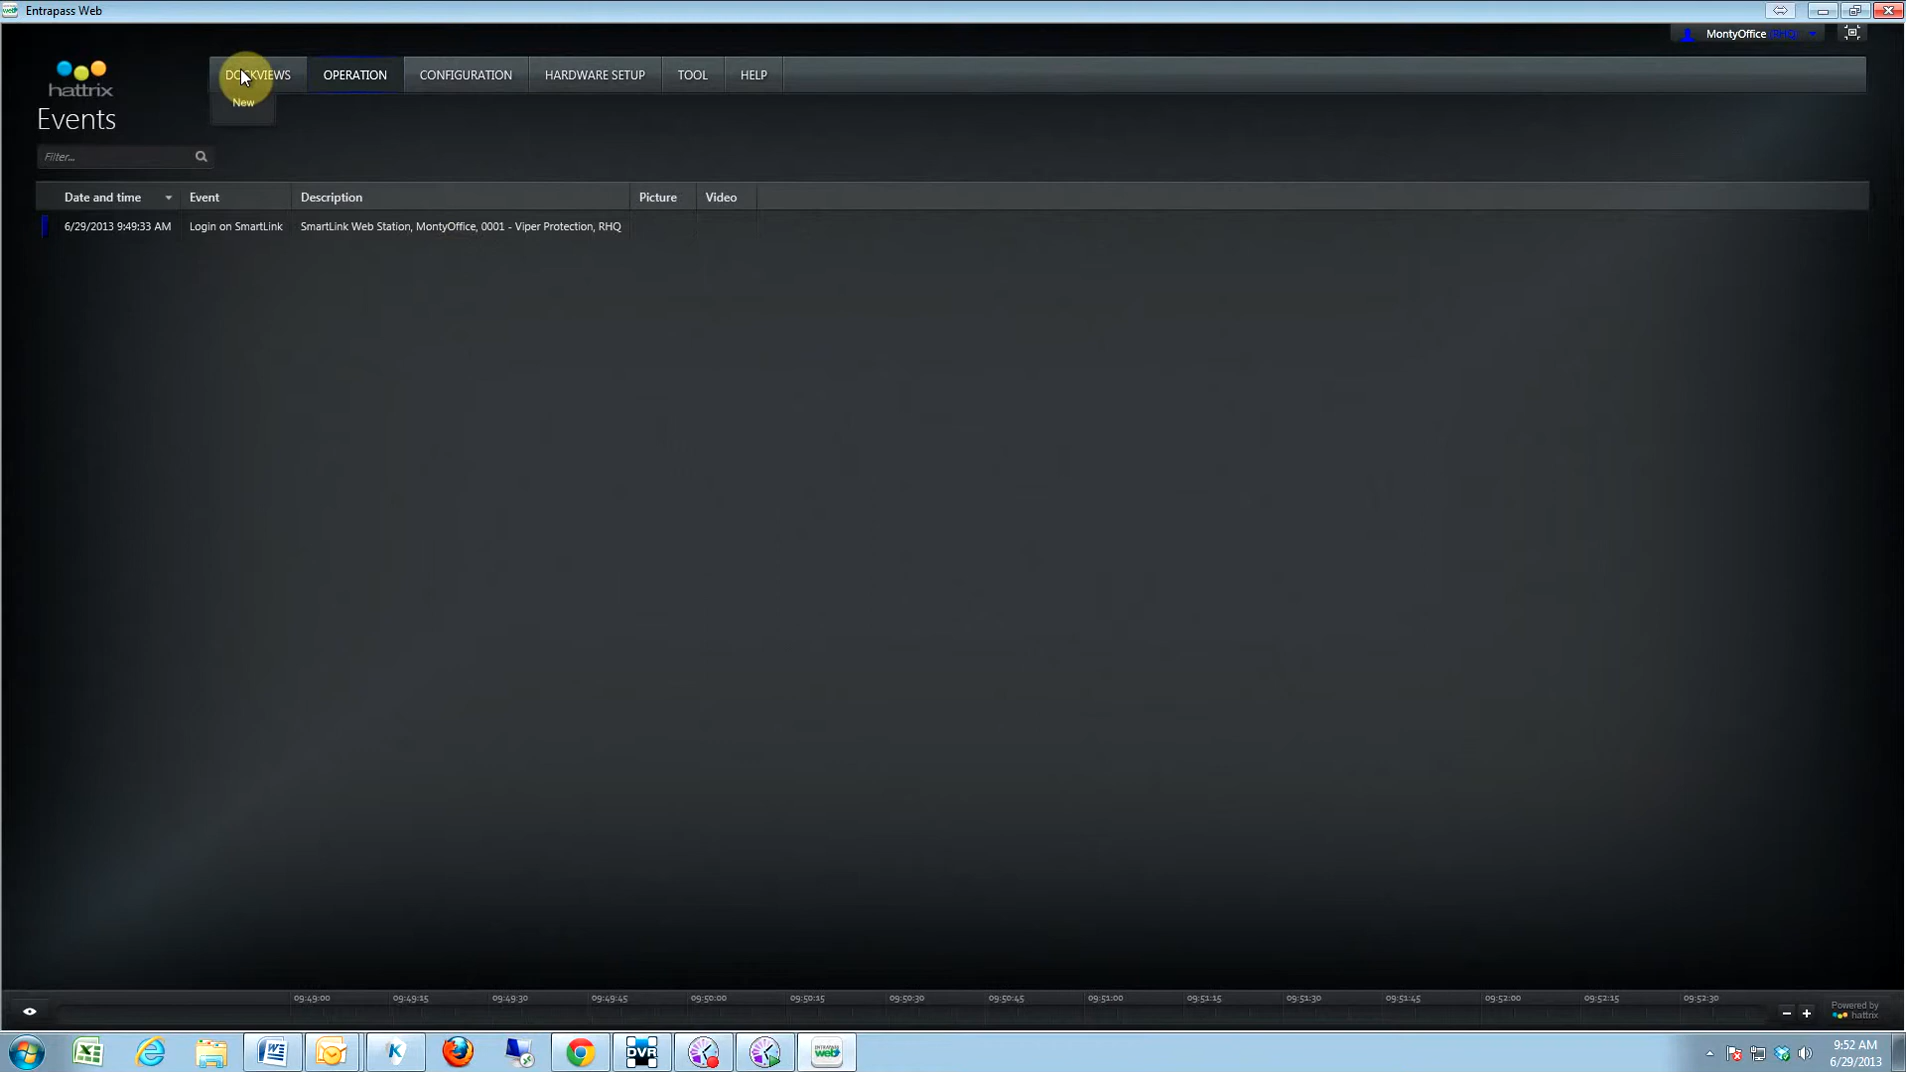 Entrapass Web
MontyOffice (RHQ)
hattrix
DOCKVIEWS OPERATION CONFIGURATION HARDWARE SETUP TOOL HELP
New
Events
Filter...
Date and time Event Description Picture Video
6/29/2013 9:49:33 AM Login on SmartLink SmartLink Web Station, MontyOffice, 0001 - Viper Protection, RHQ
09:49:00 09:49:15 09:49:30 09:49:45 09:50:00 09:50:15 09:50:30 09:50:45 09:51:00 09:51:15 09:51:30 09:51:45 09:52:00 09:52:15 09:52:30
Powered by
hattrix
DVR
web
9:52 AM
6/29/2013